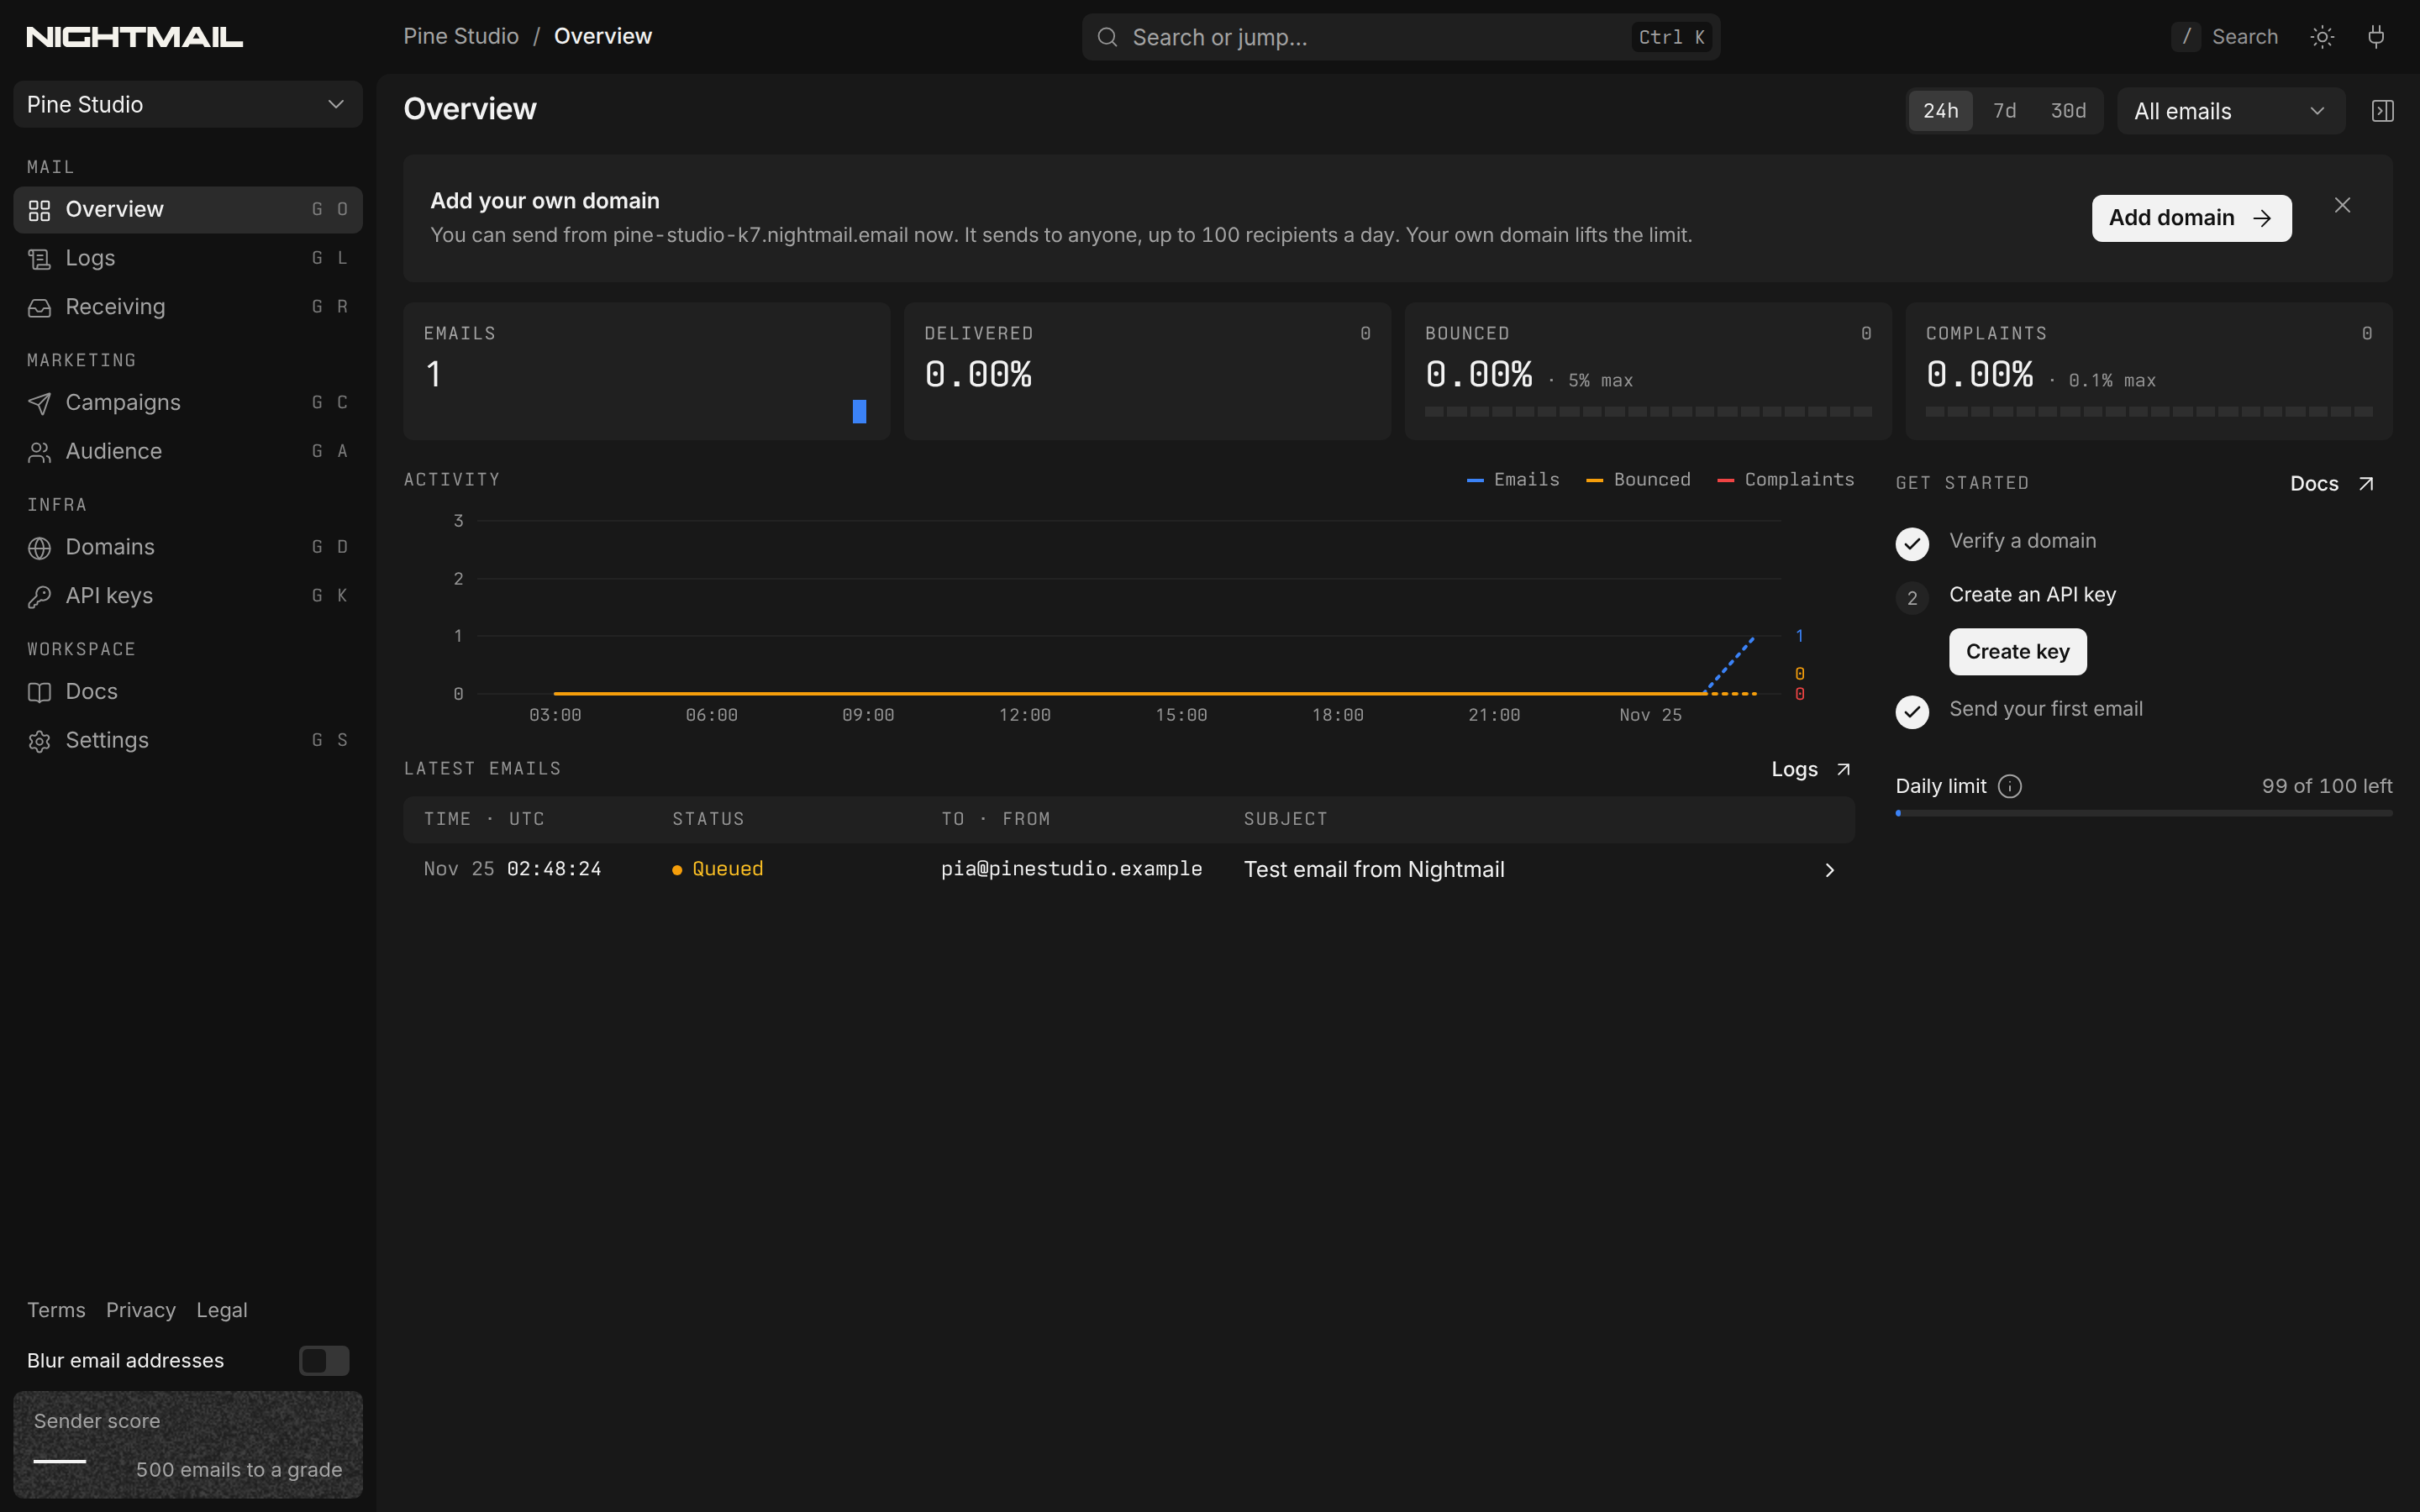 NIGHTMAIL
Pine Studio / Overview
Search or jump...
Ctrl K
/ Search
Pine Studio
MAIL
Overview G O
Logs G L
Receiving G R
MARKETING
Campaigns G C
Audience G A
INFRA
Domains G D
API keys G K
WORKSPACE
Docs
Settings G S
Terms Privacy Legal
Blur email addresses
Sender score
500 emails to a grade
Overview
24h 7d 30d
All emails
Add your own domain
You can send from pine-studio-k7.nightmail.email now. It sends to anyone, up to 100 recipients a day. Your own domain lifts the limit.
Add domain
EMAILS
1
DELIVERED 0
0.00%
BOUNCED 0
0.00% · 5% max
COMPLAINTS 0
0.00% · 0.1% max
ACTIVITY
Emails Bounced Complaints
3
2
1 1
0
0 0
03:00 06:00 09:00 12:00 15:00 18:00 21:00 Nov 25
LATEST EMAILS
Logs
TIME · UTC STATUS TO · FROM SUBJECT
Nov 25 02:48:24 Queued pia@pinestudio.example Test email from Nightmail
GET STARTED
Docs
Verify a domain
2 Create an API key
Create key
Send your first email
Daily limit 99 of 100 left